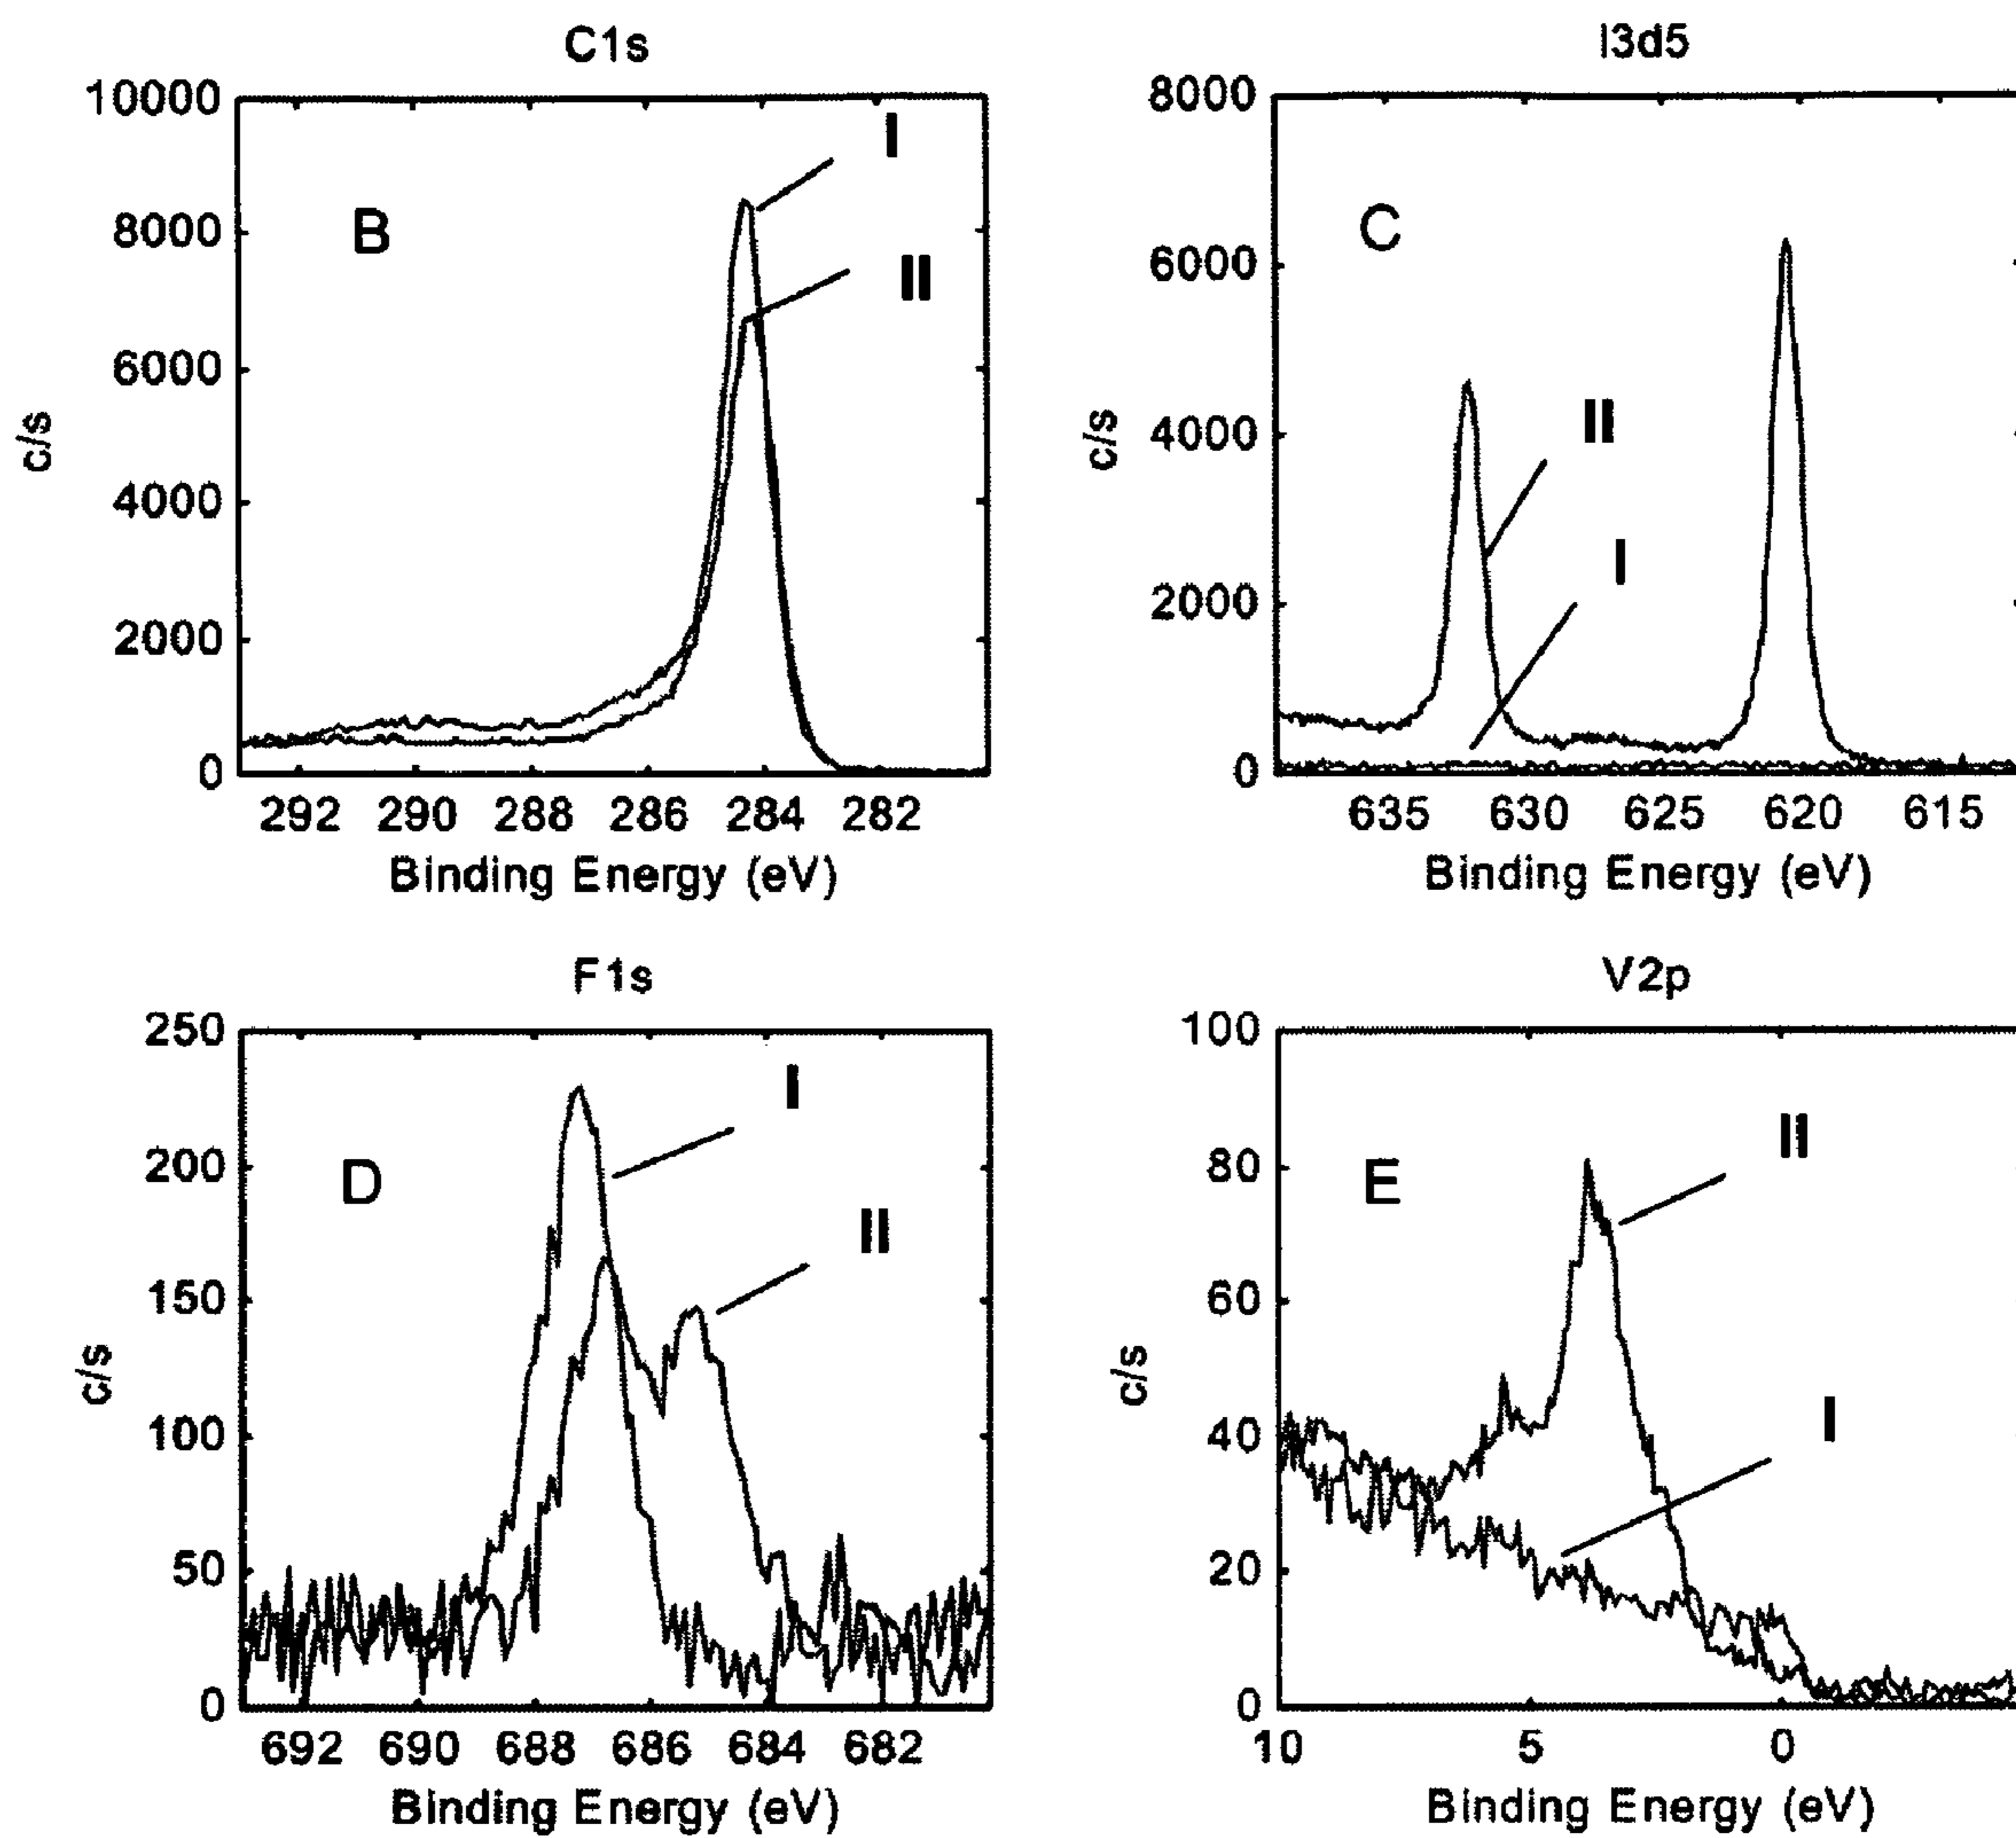 C1s
10000
8000
6000
4000
2000
0
c/s
B
I
II
292 290 288 286 284 282
Binding Energy (eV)
I3d5
8000
6000
4000
2000
0
c/s
C
II
I
635 630 625 620 615
Binding Energy (eV)
F1s
250
200
150
100
50
0
c/s
D
I
II
692 690 688 686 684 682
Binding Energy (eV)
V2p
100
80
60
40
20
0
c/s
E
II
I
10 5 0
Binding Energy (eV)